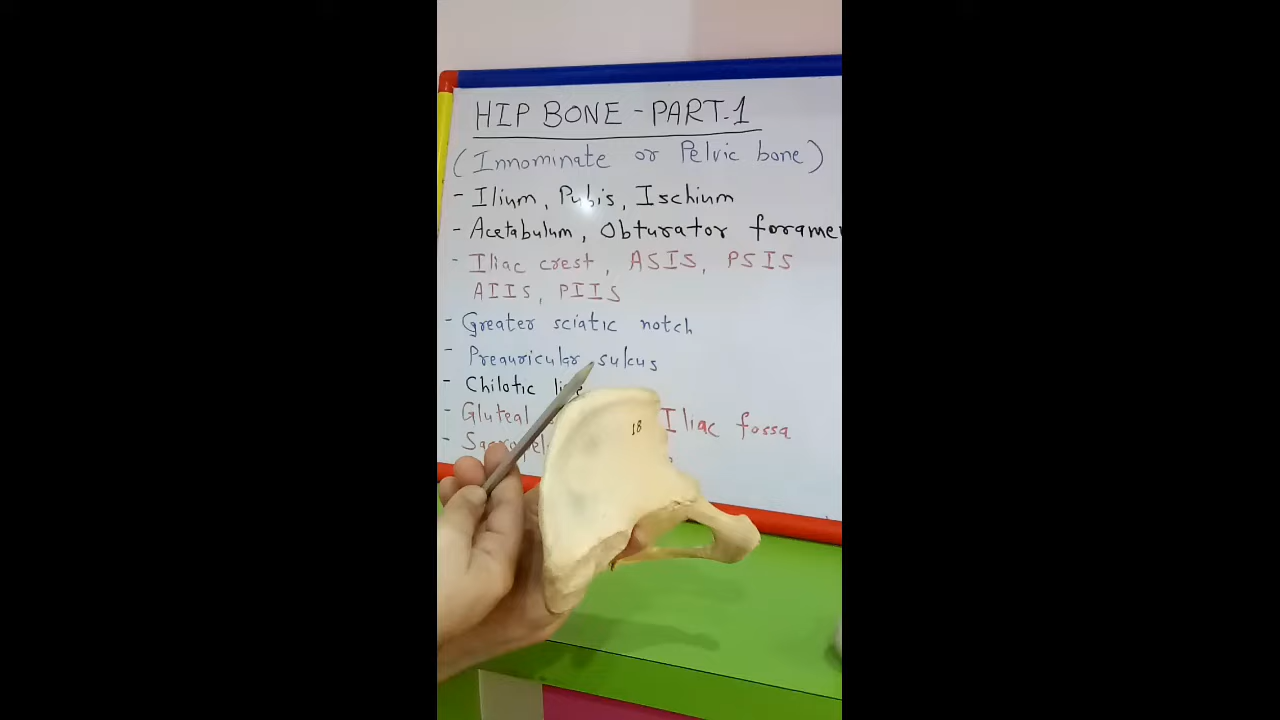 HIP BONE - PART-1
(Innominate or Pelvic bone)
- Ilium, Pubis, Ischium
- Acetabulum, Obturator
- Iliac crest, ASIS, PSIS
AIIS, PIIS
- Greater sciatic notch
- Preauricular sulcus
- Chilotic
- Gluteal Iliac fossa
18